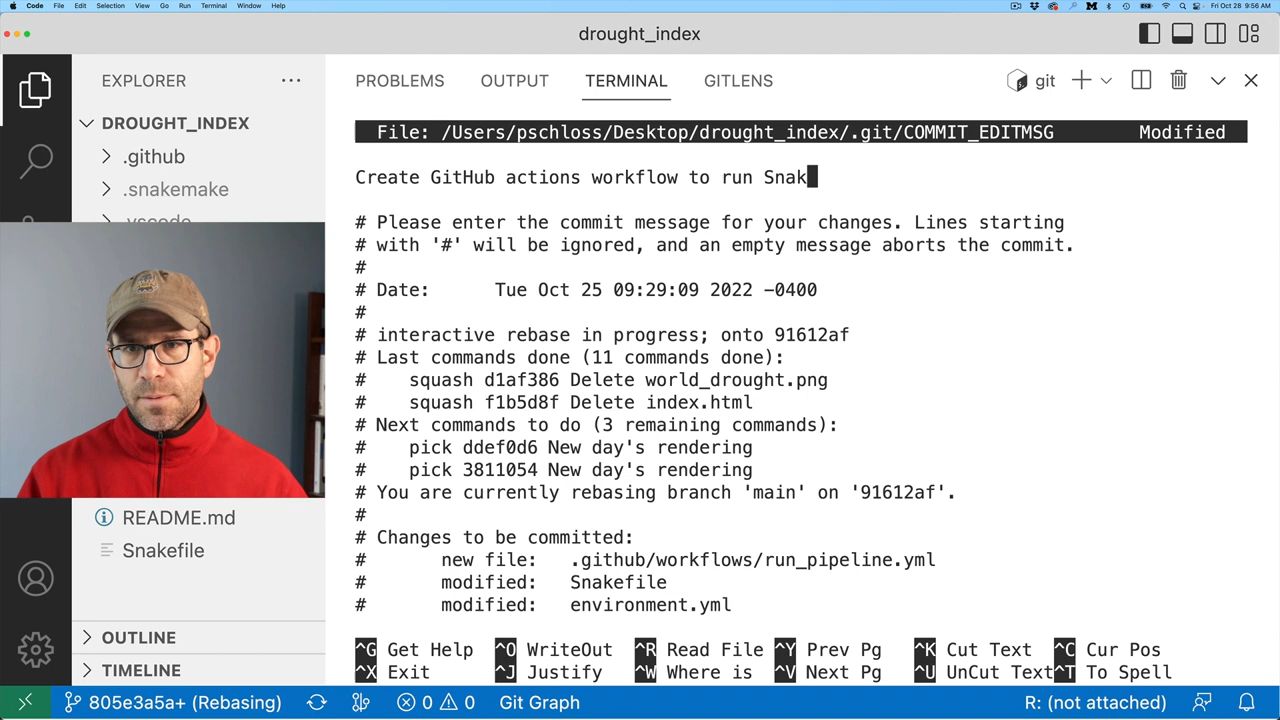 Code File Edit Selection View Go Run Terminal Window Help Fri Oct 28 9:56 AM
drought_index
EXPLORER
PROBLEMS OUTPUT TERMINAL GITLENS git
DROUGHT_INDEX
.github
.snakemake
.vscode
README.md
Snakefile
OUTLINE
TIMELINE
File: /Users/pschloss/Desktop/drought_index/.git/COMMIT_EDITMSG Modified
Create GitHub actions workflow to run Snak
# Please enter the commit message for your changes. Lines starting
# with '#' will be ignored, and an empty message aborts the commit.
#
# Date: Tue Oct 25 09:29:09 2022 -0400
#
# interactive rebase in progress; onto 91612af
# Last commands done (11 commands done):
# squash d1af386 Delete world_drought.png
# squash f1b5d8f Delete index.html
# Next commands to do (3 remaining commands):
# pick ddef0d6 New day's rendering
# pick 3811054 New day's rendering
# You are currently rebasing branch 'main' on '91612af'.
#
# Changes to be committed:
# new file: .github/workflows/run_pipeline.yml
# modified: Snakefile
# modified: environment.yml
^G Get Help ^O WriteOut ^R Read File ^Y Prev Pg ^K Cut Text ^C Cur Pos
^X Exit ^J Justify ^W Where is ^V Next Pg ^U UnCut Text ^T To Spell
805e3a5a+ (Rebasing) 0 0 Git Graph R: (not attached)